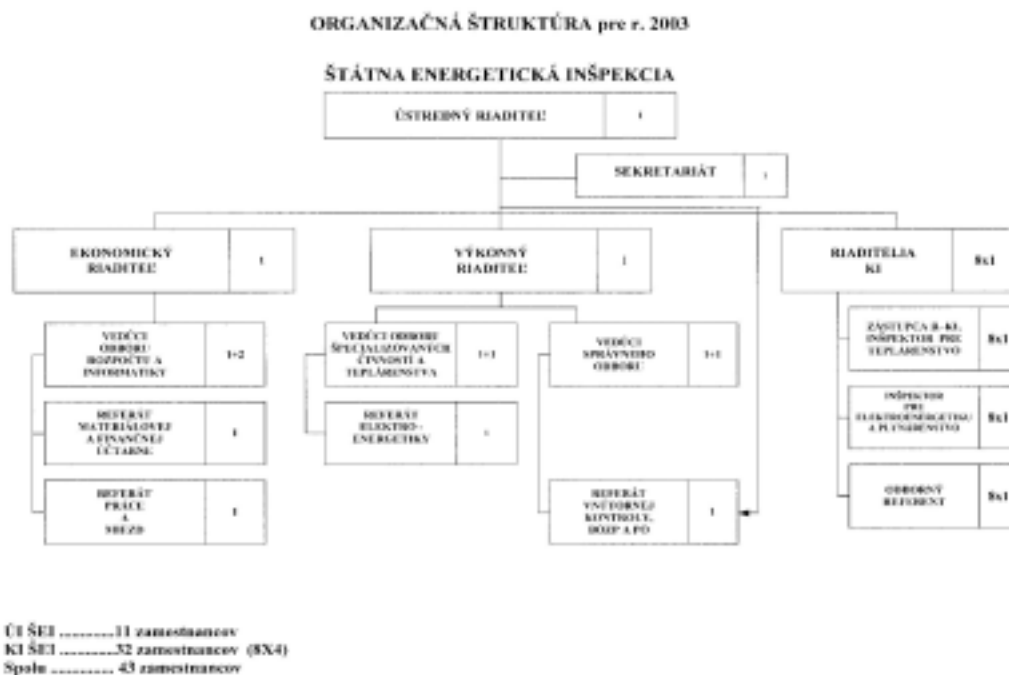 ORGANIZAČNÁ ŠTRUKTÚRA pre r. 2003
ŠTÁTNA ENERGETICKÁ INŠPEKCIA
ÚSTREDNÝ RIADITEĽ 1
SEKRETARIÁT 1
EKONOMICKÝ
RIADITEĽ
1
VÝKONNÝ
RIADITEĽ
1
RIADITELIA
KI
8x1
VEDÚCI
ODBORU
ROZPOČTU A
INFORMATIKY
1+2
REFERÁT
MATERIÁLOVEJ
A FINANČNEJ
UČTARNE
1
REFERÁT
PRÁCE
A
MIEZD
1
VEDÚCI ODBORU
ŠPECIALIZOVANÝCH
ČINNOSTÍ A
TEPLÁRENSTVA
1+1
REFERÁT
ELEKTRO-
ENERGETIKY
1
VEDÚCI
SPRÁVNEHO
ODBORU
1+1
REFERÁT
VNÚTORNEJ
KONTROLY,
BOZP A PO
1
ZÁSTUPCA R-KI,
INŠPEKTOR PRE
TEPLÁRENSTVO
8x1
INŠPEKTOR
PRE
ELEKTROENERGETIKU
A PLYNÁRENSTVO
8x1
ODBORNÝ
REFERENT
8x1
ÚI ŠEI .............11 zamestnancov
KI ŠEI .............32 zamestnancov (8X4)
Spolu .............. 43 zamestnancov